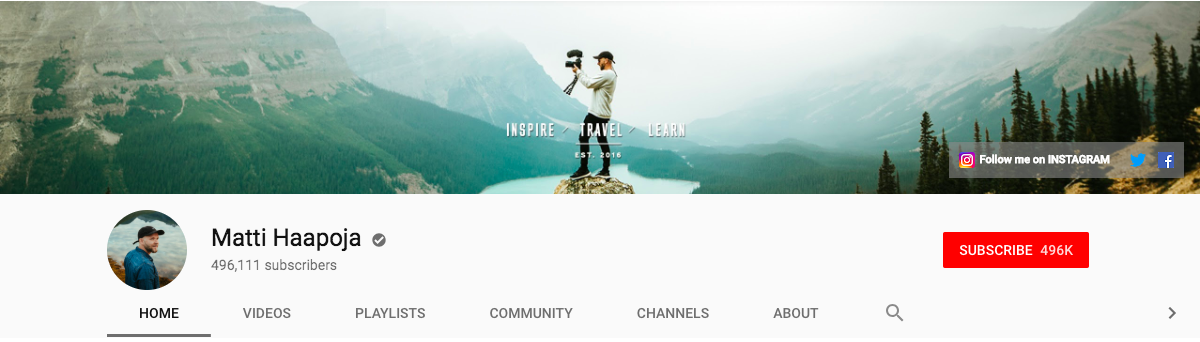 INSPIRE / TRAVEL / LEARN
EST. 2016
Follow me on INSTAGRAM
Matti Haapoja
496,111 subscribers
SUBSCRIBE 496K
HOME VIDEOS PLAYLISTS COMMUNITY CHANNELS ABOUT